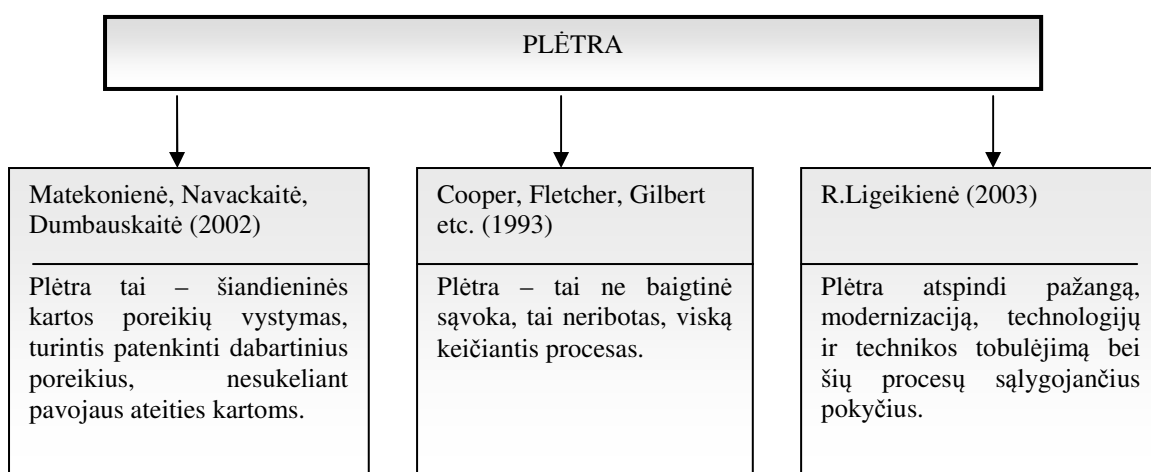 PLĖTRA
Matekonienė, Navackaitė,
Dumbauskaitė (2002)
Plėtra tai – šiandieninės
kartos poreikių vystymas,
turintis patenkinti dabartinius
poreikius, nesukeliant
pavojaus ateities kartoms.
Cooper, Fletcher, Gilbert
etc. (1993)
Plėtra – tai ne baigtinė
sąvoka, tai neribotas, viską
keičiantis procesas.
R.Ligeikienė (2003)
Plėtra atspindi pažangą,
modernizaciją, technologijų
ir technikos tobulėjimą bei
šių procesų sąlygojančius
pokyčius.